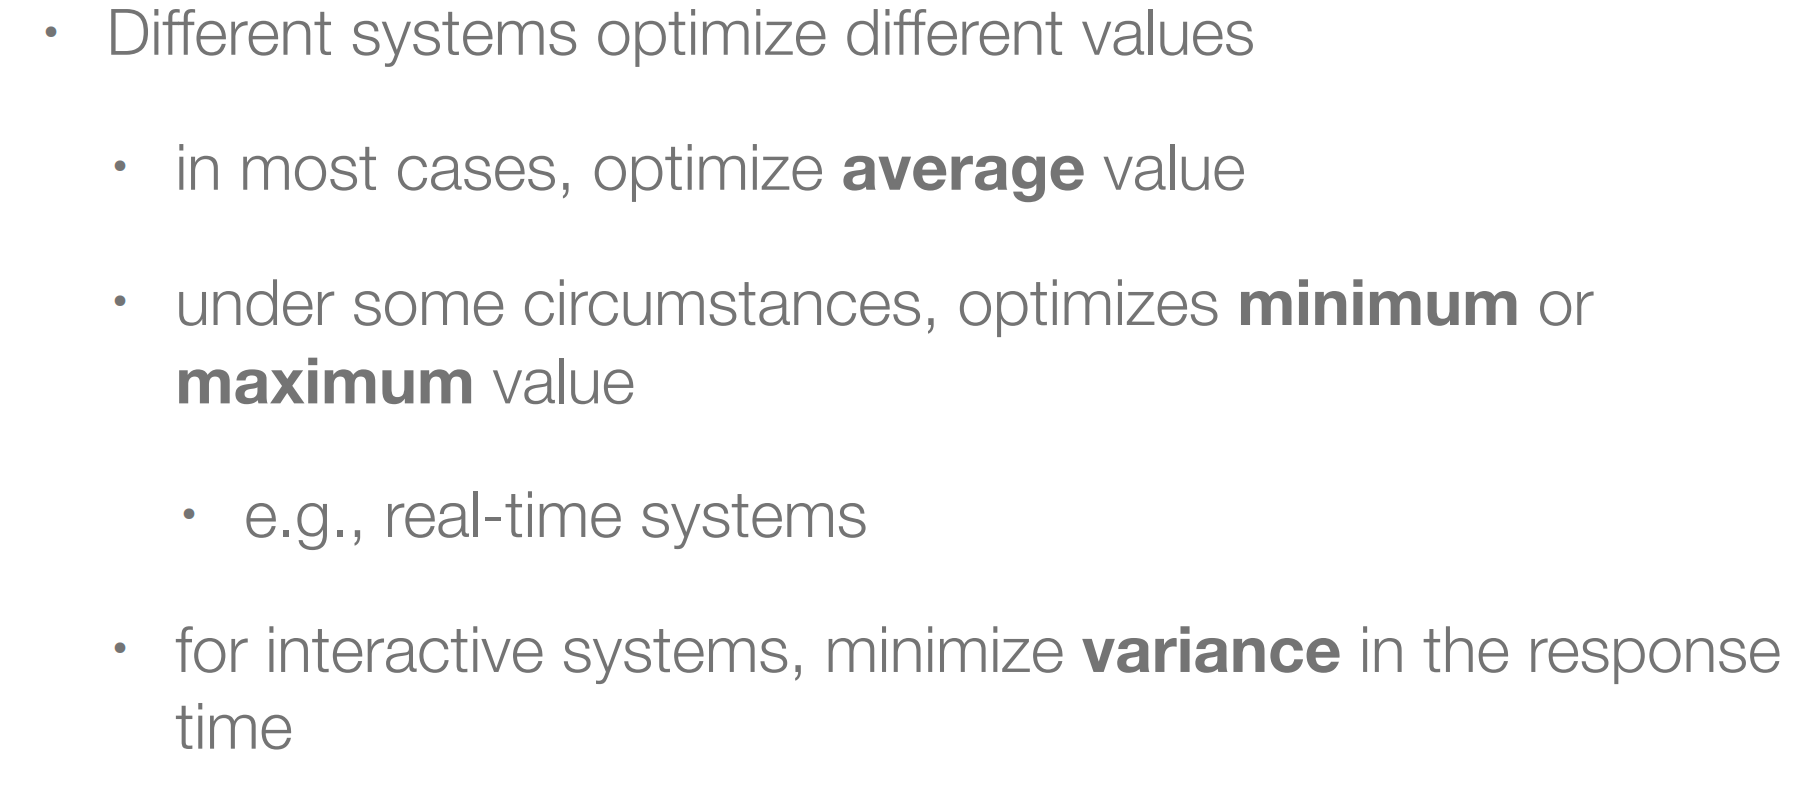 • Different systems optimize different values
• in most cases, optimize average value
• under some circumstances, optimizes minimum or
maximum value
• e.g., real-time systems
• for interactive systems, minimize variance in the response
time